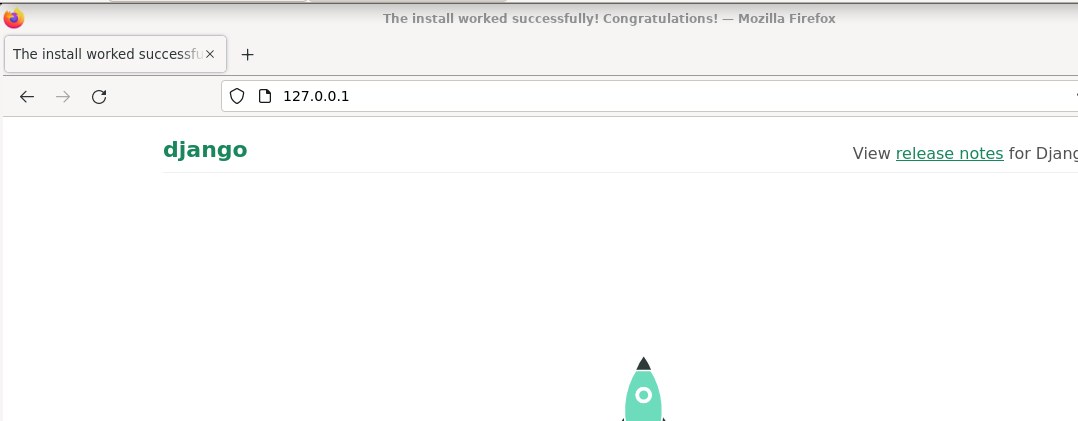 The install worked successfully! Congratulations! — Mozilla Firefox
The install worked successfu
127.0.0.1
django
View release notes for Djang